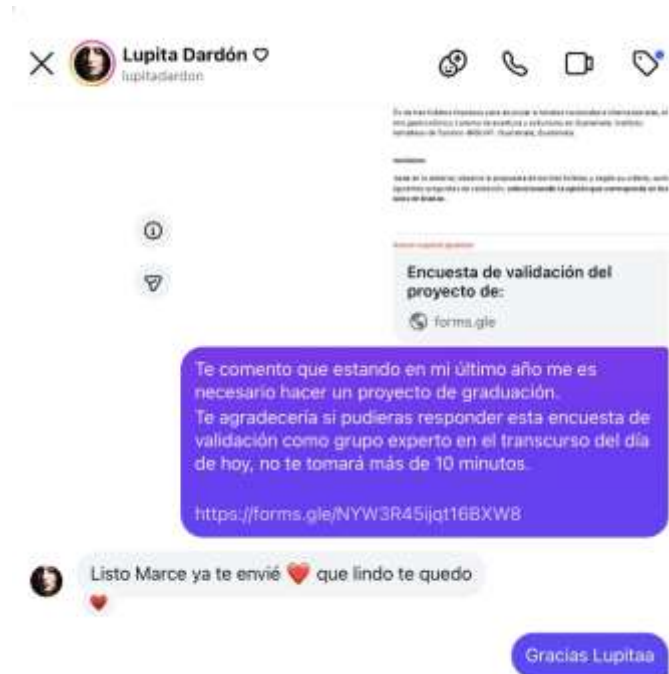 Lupita Dardón ♡
lupitadardon
Encuesta de validación del
proyecto de:
forms.gle
Te comento que estando en mi último año me es
necesario hacer un proyecto de graduación.
Te agradecería si pudieras responder esta encuesta de
validación como grupo experto en el transcurso del día
de hoy, no te tomará más de 10 minutos.
https://forms.gle/NYW3R45ijqt16BXW8
Listo Marce ya te envié ❤️ que lindo te quedo
❤️
Gracias Lupitaa